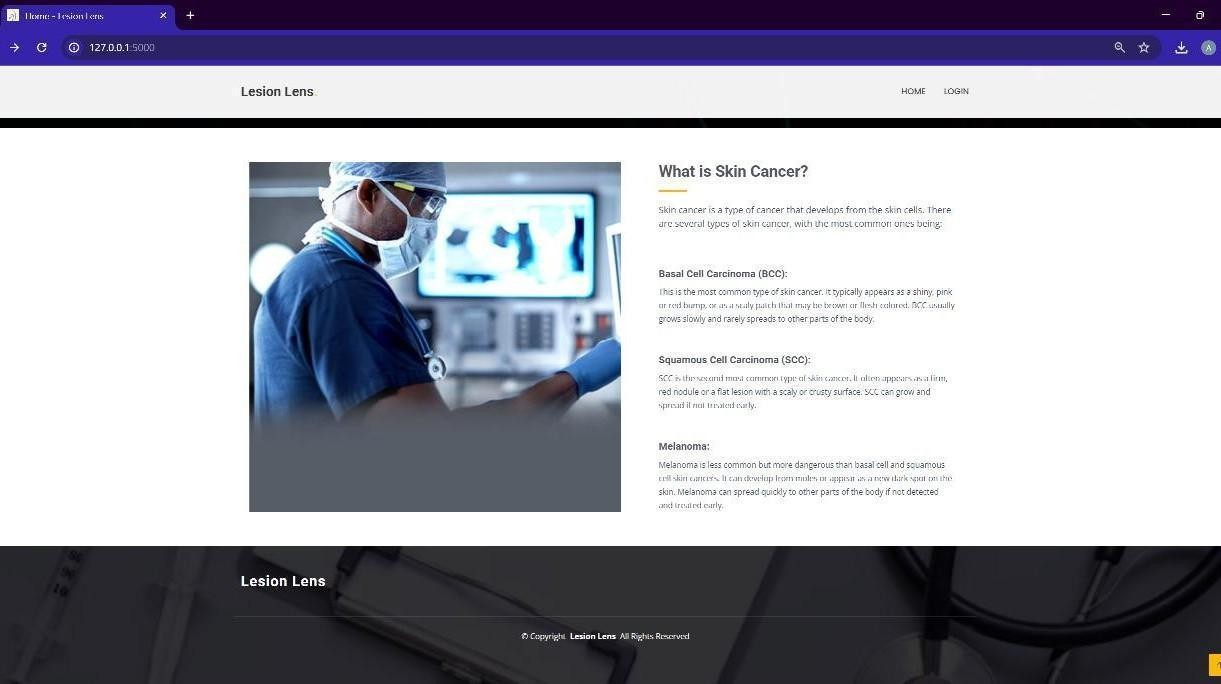 Home - Lesion Lens
127.0.0.1:5000
A
Lesion Lens.
HOME LOGIN
What is Skin Cancer?
Skin cancer is a type of cancer that develops from the skin cells. There
are several types of skin cancer, with the most common ones being:
Basal Cell Carcinoma (BCC):
This is the most common type of skin cancer. It typically appears as a shiny, pink
or red bump, or as a scaly patch that may be brown or flesh-colored. BCC usually
grows slowly and rarely spreads to other parts of the body.
Squamous Cell Carcinoma (SCC):
SCC is the second most common type of skin cancer. It often appears as a firm,
red nodule or a flat lesion with a scaly or crusty surface. SCC can grow and
spread if not treated early.
Melanoma:
Melanoma is less common but more dangerous than basal cell and squamous
cell skin cancers. It can develop from moles or appear as a new dark spot on the
skin. Melanoma can spread quickly to other parts of the body if not detected
and treated early.
Lesion Lens
© Copyright Lesion Lens All Rights Reserved